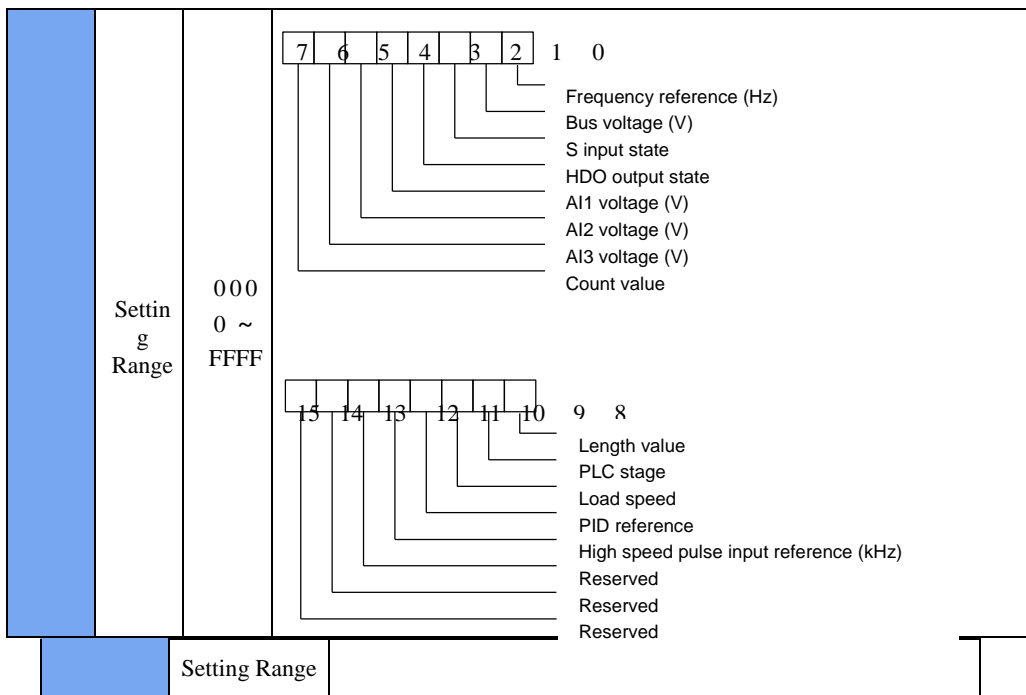 7 6 5 4 3 2 1 0
Frequency reference (Hz)
Bus voltage (V)
S input state
HDO output state
AI1 voltage (V)
AI2 voltage (V)
AI3 voltage (V)
Count value
Settin
g
Range
000
0 ~
FFFF
15 14 13 12 11 10 9 8
Length value
PLC stage
Load speed
PID reference
High speed pulse input reference (kHz)
Reserved
Reserved
Reserved
Setting Range